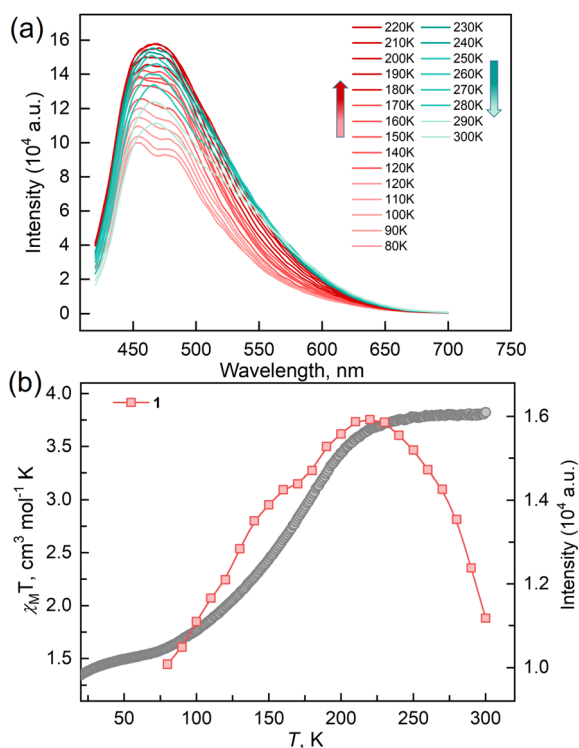 (a)
16
14
12
10
8
6
4
2
0
Intensity (10⁴ a.u.)
220K 230K
210K 240K
200K 250K
190K 260K
180K 270K
170K 280K
160K 290K
150K 300K
140K
120K
120K
110K
100K
90K
80K
450 500 550 600 650 700 750
Wavelength, nm
(b)
1
4.0
3.5
3.0
2.5
2.0
1.5
χMT, cm³ mol⁻¹ K
1.6
1.4
1.2
1.0
Intensity (10⁴ a.u.)
50 100 150 200 250 300
T, K